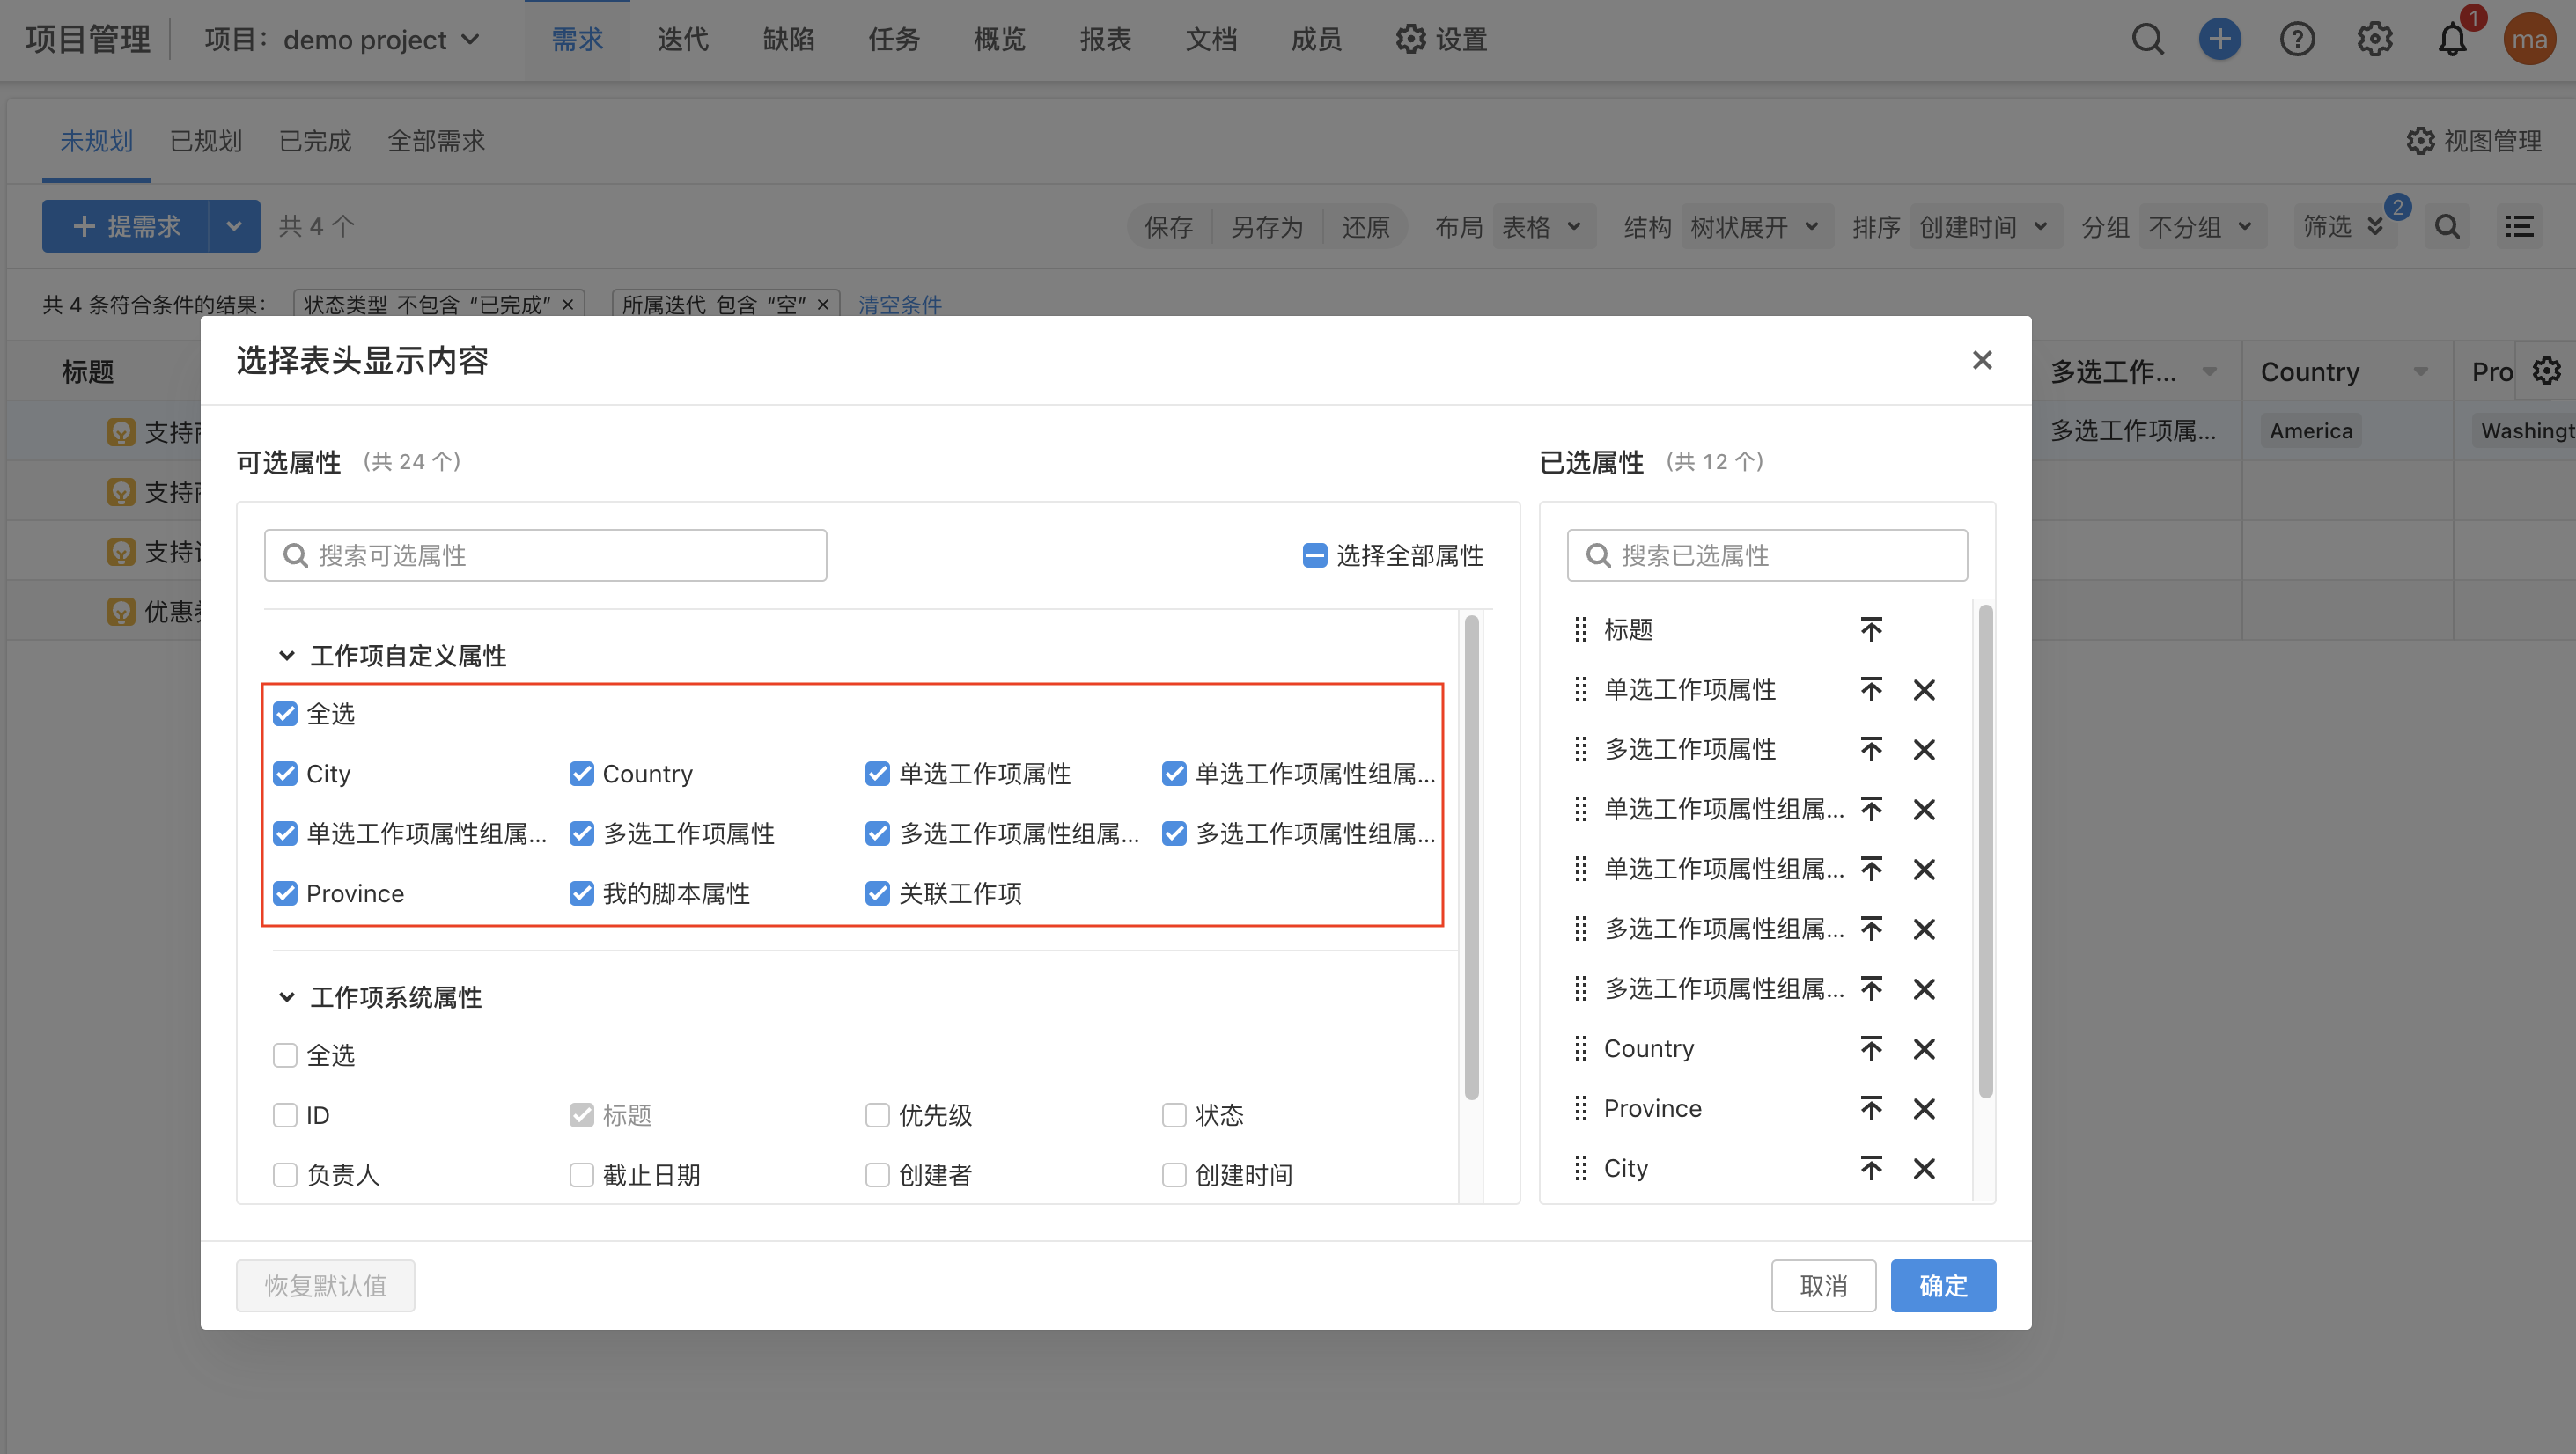 项目管理 项目： demo project 需求 迭代 缺陷 任务 概览 报表 文档 成员 设置 1 ma
未规划 已规划 已完成 全部需求 视图管理
提需求 共 4 个 保存 另存为 还原 布局 表格 结构 树状展开 排序 创建时间 分组 不分组 筛选 2
共 4 条符合条件的结果： 状态类型 不包含 “已完成” × 所属迭代 包含 “空” × 清空条件
标题 多选工作... Country Pro
支持 多选工作项属... America Washingt
支持
支持
优惠
选择表头显示内容
可选属性 （共 24 个）
搜索可选属性 选择全部属性
工作项自定义属性
全选
City Country 单选工作项属性 单选工作项属性组属...
单选工作项属性组属... 多选工作项属性 多选工作项属性组属... 多选工作项属性组属...
Province 我的脚本属性 关联工作项
工作项系统属性
全选
ID 标题 优先级 状态
负责人 截止日期 创建者 创建时间
已选属性 （共 12 个）
搜索已选属性
标题
单选工作项属性
多选工作项属性
单选工作项属性组属...
单选工作项属性组属...
多选工作项属性组属...
多选工作项属性组属...
Country
Province
City
恢复默认值 取消 确定